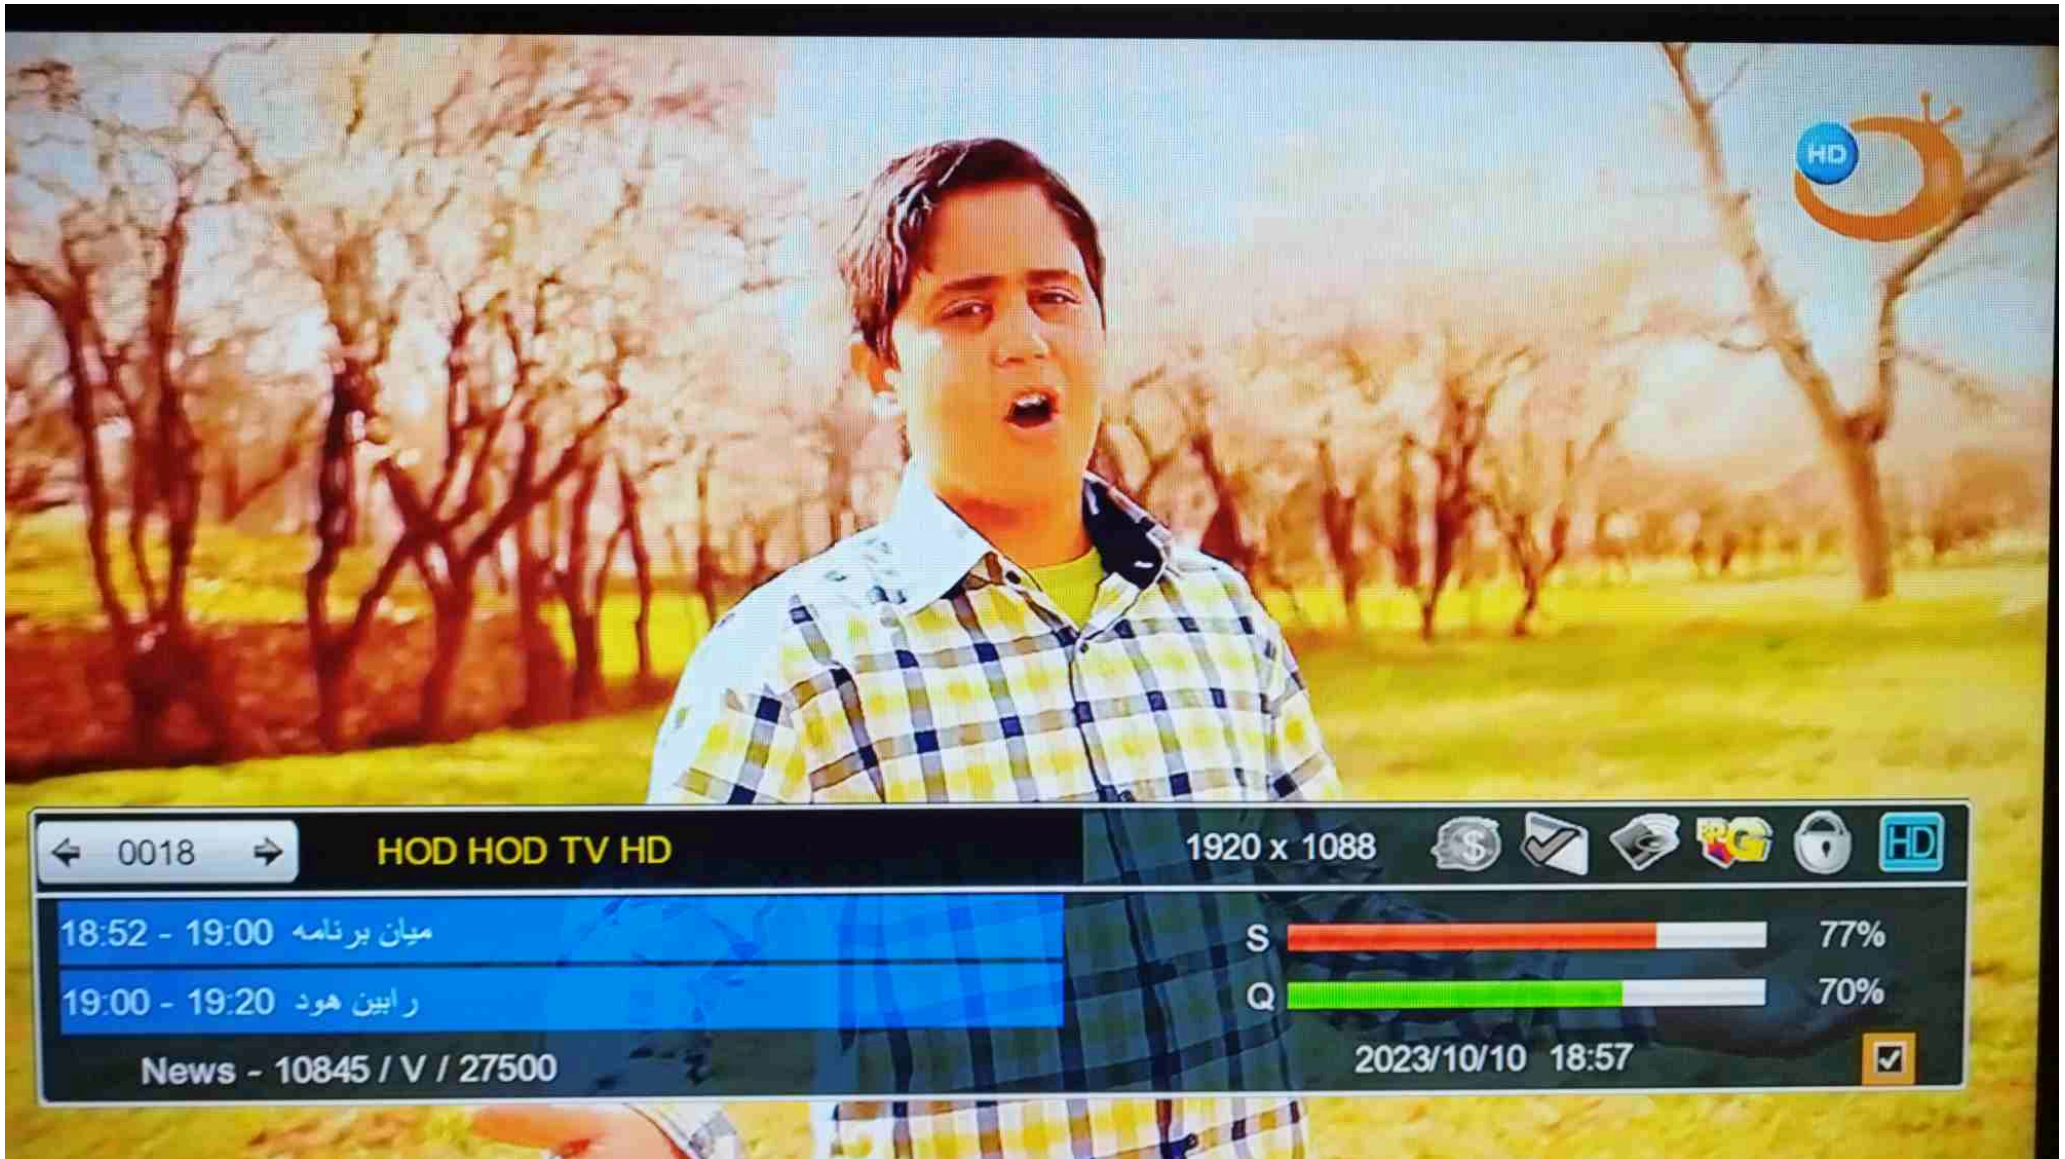 HD
0018
HOD HOD TV HD
1920 x 1088
HD
18:52 - 19:00 میان برنامه
19:00 - 19:20 رابین هود
S 77%
Q 70%
News - 10845 / V / 27500
2023/10/10 18:57